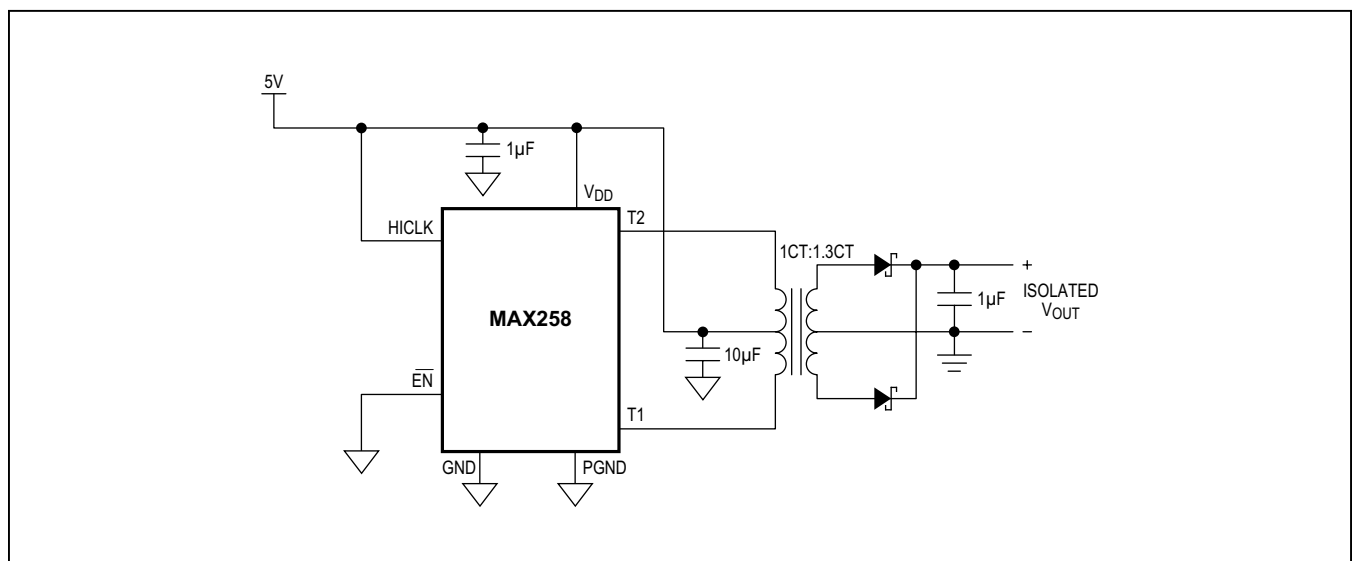 5V
1µF
VDD
HICLK
T2
1CT:1.3CT
+
1µF
ISOLATED
VOUT
MAX258
−
10µF
EN
T1
GND
PGND